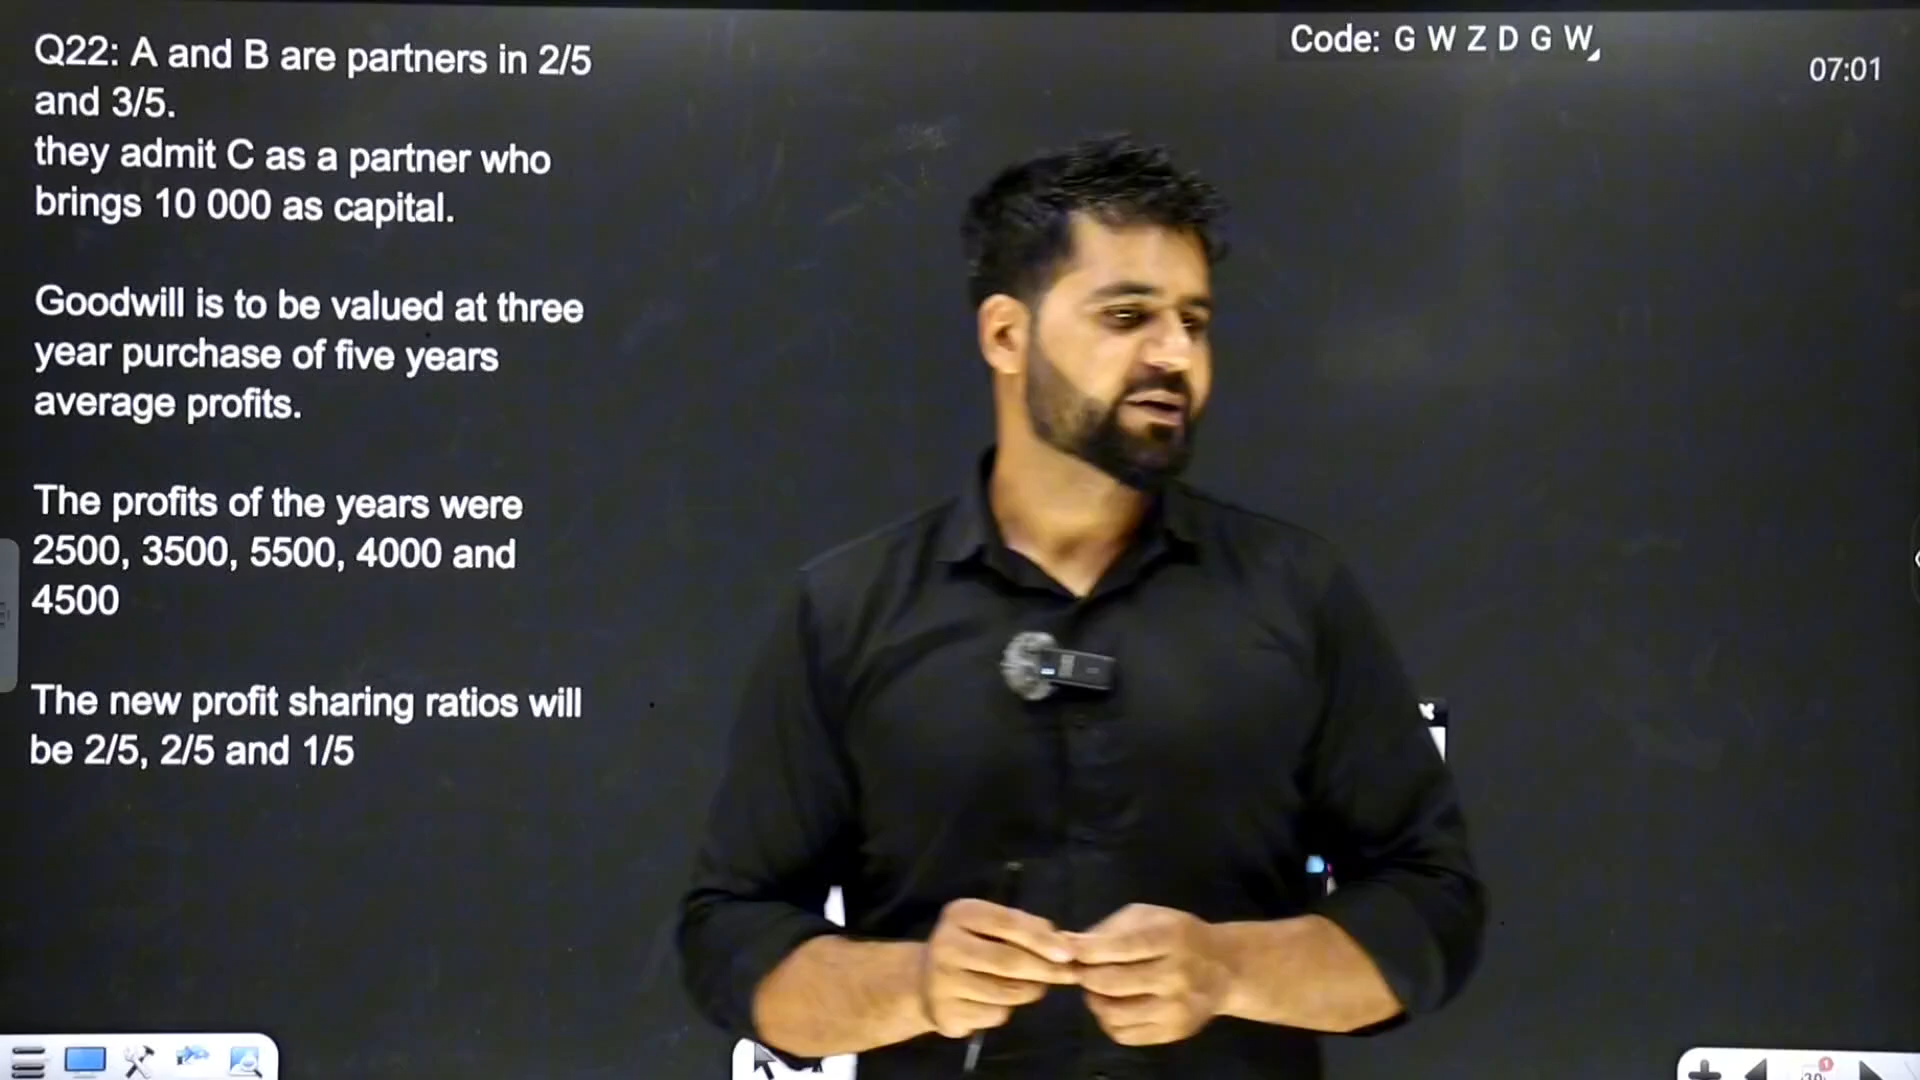 Q22: A and B are partners in 2/5
and 3/5.
they admit C as a partner who
brings 10 000 as capital.
Goodwill is to be valued at three
year purchase of five years
average profits.
The profits of the years were
2500, 3500, 5500, 4000 and
4500
The new profit sharing ratios will
be 2/5, 2/5 and 1/5
Code: G W Z D G W
07:01